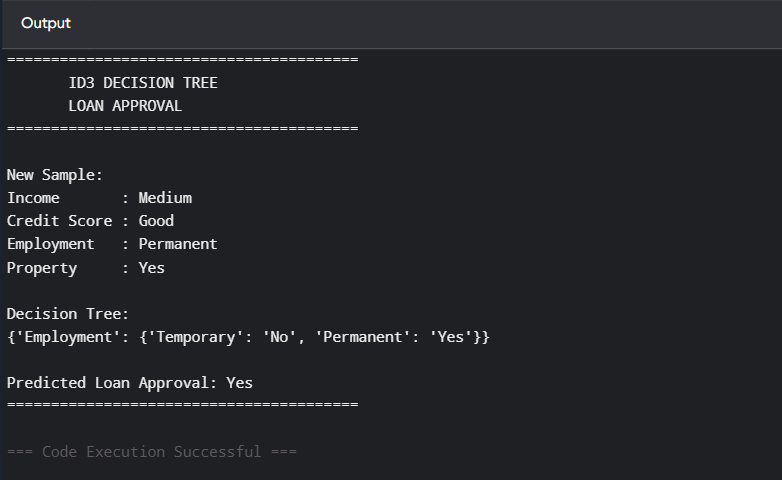 Output
========================================
       ID3 DECISION TREE
       LOAN APPROVAL
========================================
New Sample:
Income       : Medium
Credit Score : Good
Employment   : Permanent
Property     : Yes
Decision Tree:
{'Employment': {'Temporary': 'No', 'Permanent': 'Yes'}}
Predicted Loan Approval: Yes
========================================
=== Code Execution Successful ===